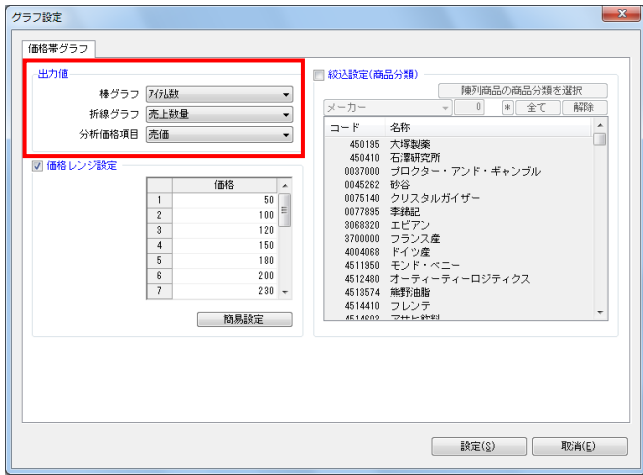 グラフ設定
価格帯グラフ
出力値
棒グラフ ｱｲﾃﾑ数
折線グラフ 売上数量
分析価格項目 売価
価格レンジ設定
価格
1 50
2 100
3 120
4 150
5 180
6 200
7 230
簡易設定
絞込設定(商品分類)
陳列商品の商品分類を選択
メーカー 0 * 全て 解除
コード 名称
450195 大塚製薬
450410 石澤研究所
0037000 プロクター・アンド・ギャンブル
0045262 砂谷
0075140 クリスタルガイザー
0077895 李錦記
3068320 エビアン
3700000 フランス産
4004068 ドイツ産
4511950 モンド・ベニー
4512480 オーティーティーロジティクス
4513574 熊野油脂
4514410 フレンテ
4514602 アサヒ飲料
設定(S) 取消(E)